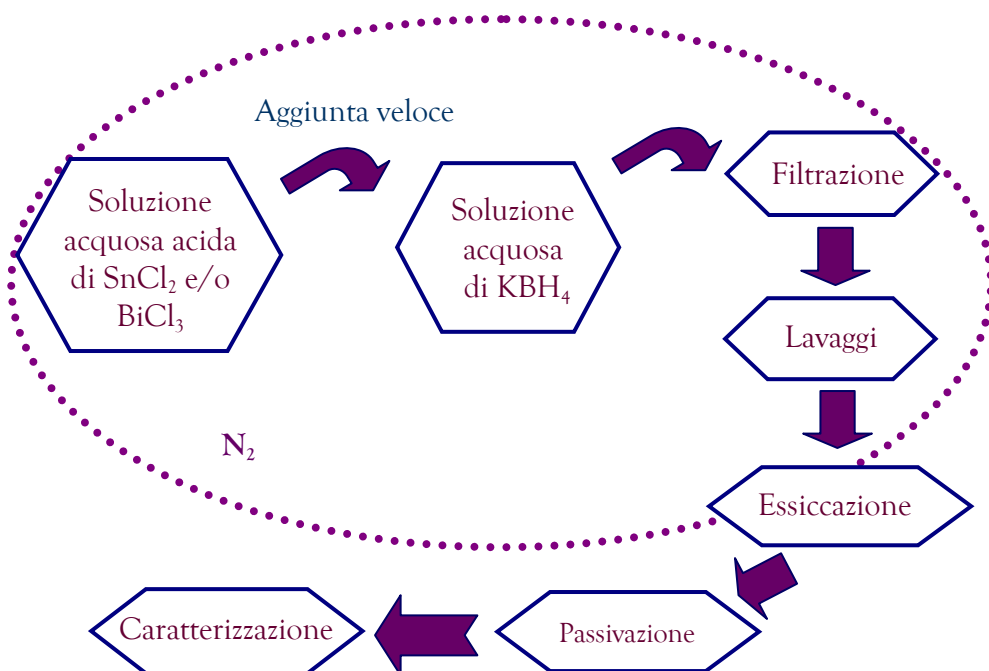 Aggiunta veloce
Soluzione
acquosa acida
di SnCl₂ e/o
BiCl₃
Soluzione
acquosa
di KBH₄
Filtrazione
Lavaggi
N₂
Essiccazione
Passivazione
Caratterizzazione